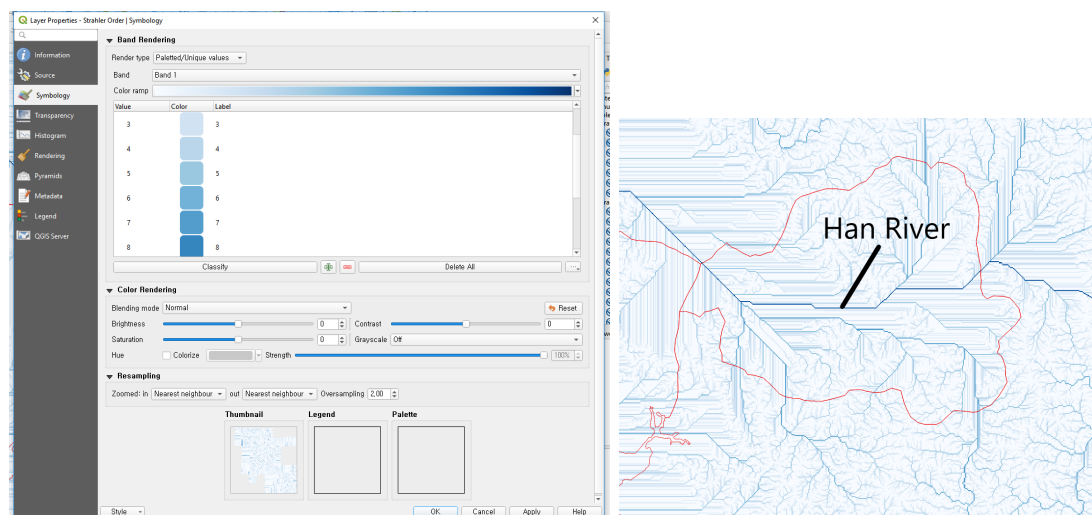 Layer Properties - Strahler Order | Symbology
Information
Source
Symbology
Transparency
Histogram
Rendering
Pyramids
Metadata
Legend
QGIS Server
Band Rendering
Render type Paletted/Unique values
Band Band 1
Color ramp
Value Color Label
3 3
4 4
5 5
6 6
7 7
8 8
Classify Delete All ...
Color Rendering
Blending mode Normal Reset
Brightness 0 Contrast 0
Saturation 0 Grayscale Off
Hue Colorize Strength 100%
Resampling
Zoomed: in Nearest neighbour out Nearest neighbour Oversampling 2.00
Thumbnail Legend Palette
Style OK Cancel Apply Help
Han River